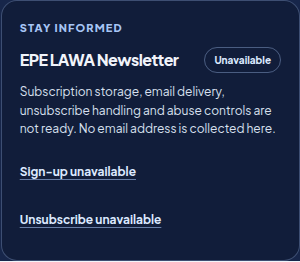 STAY INFORMED
EPE LAWA Newsletter
Unavailable
Subscription storage, email delivery,
unsubscribe handling and abuse controls are
not ready. No email address is collected here.
Sign-up unavailable
Unsubscribe unavailable